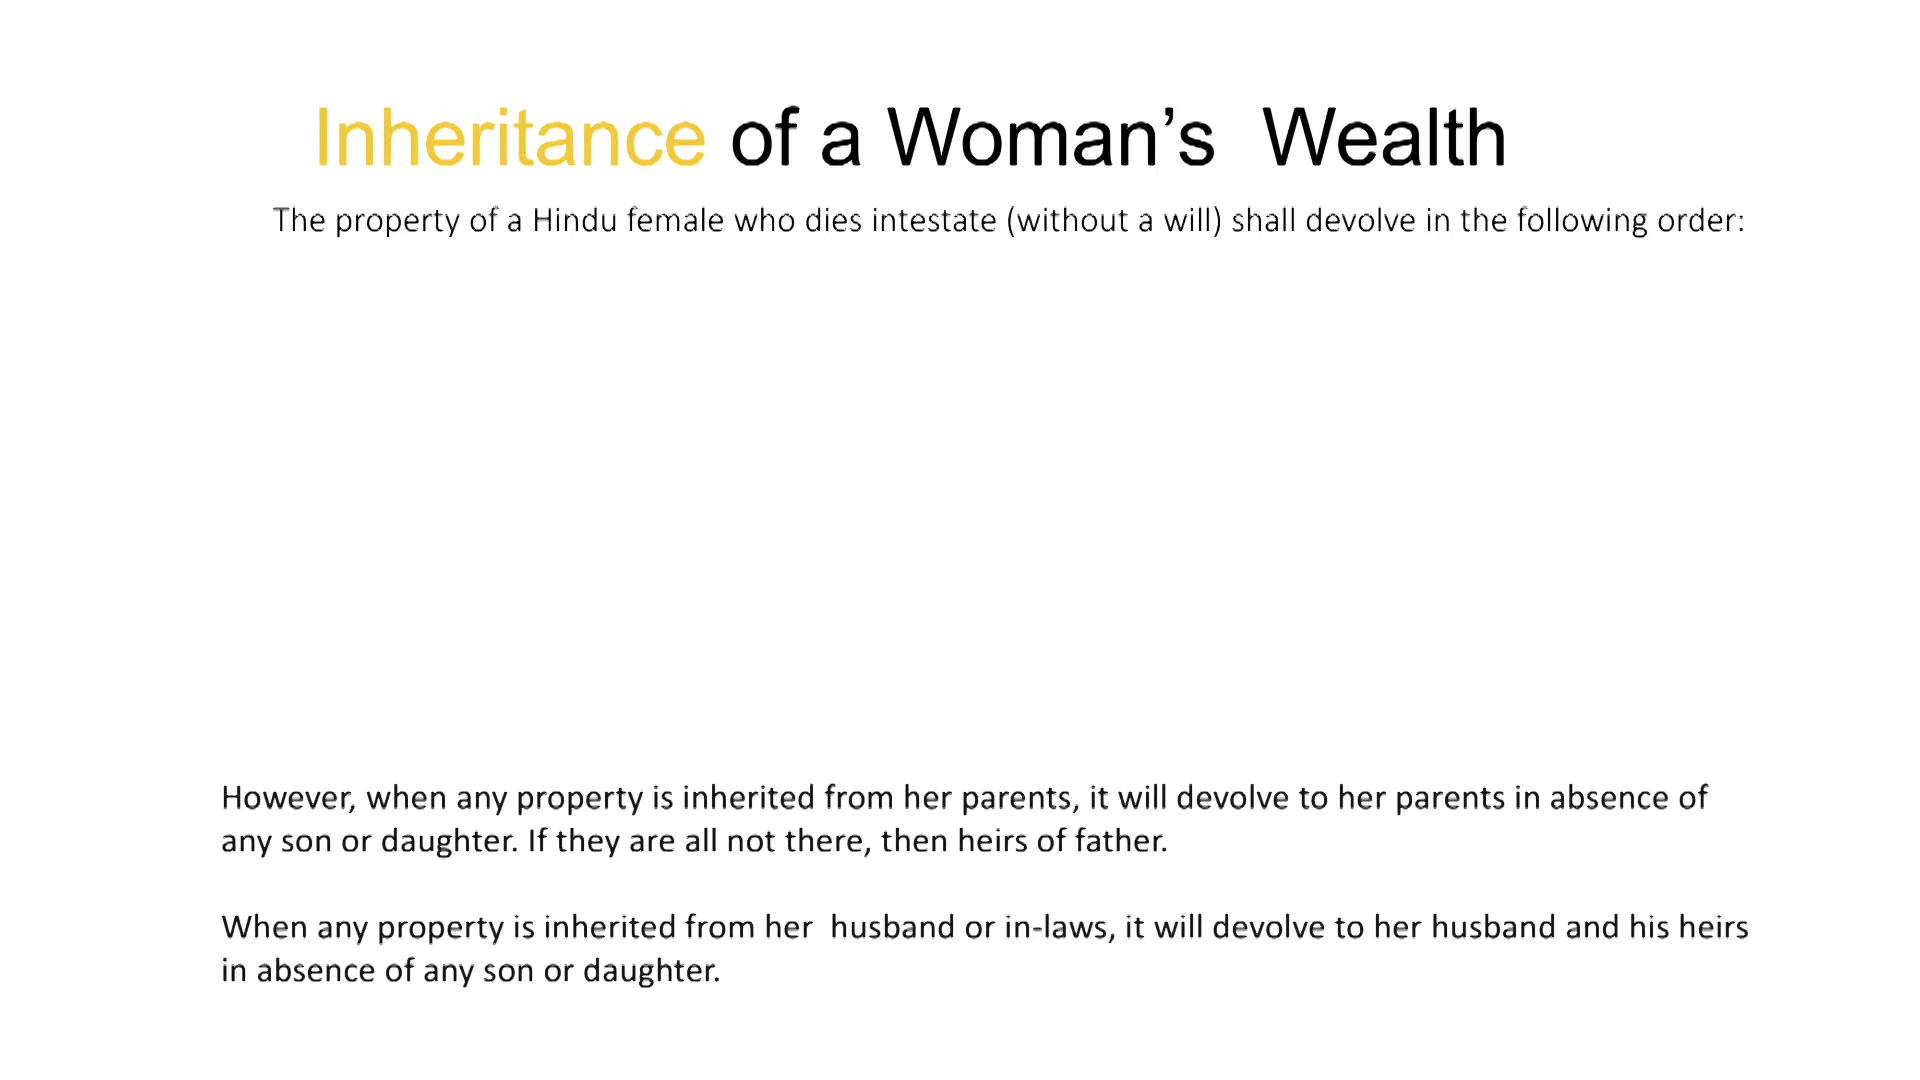 Inheritance of a Woman’s  Wealth
The property of a Hindu female who dies intestate (without a will) shall devolve in the following order:
However, when any property is inherited from her parents, it will devolve to her parents in absence of
any son or daughter. If they are all not there, then heirs of father.
When any property is inherited from her  husband or in-laws, it will devolve to her husband and his heirs
in absence of any son or daughter.